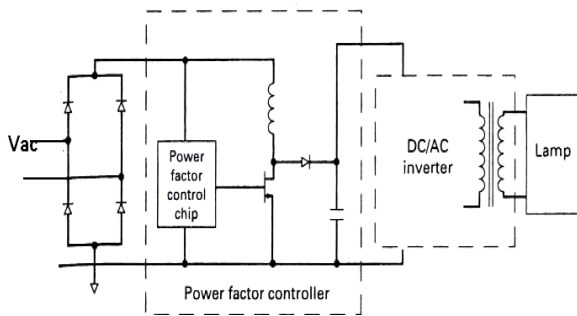 Vac
Power
factor
control
chip
DC/AC
inverter
Lamp
Power factor controller